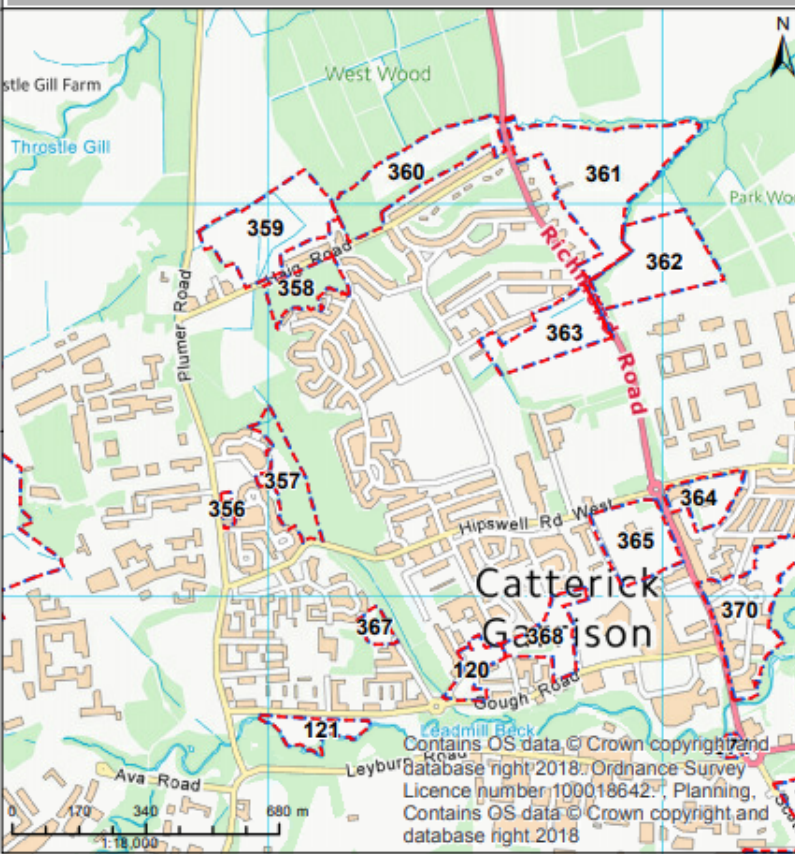 N
West Wood
stle Gill Farm
Throstle Gill
360
361
Park Woo
359
Haig Road
362
358
Richmond Road
363
Plumer Road
357
356
364
Hipswell Rd West
365
Catterick
Garrison
370
367
368
120
Gough Road
121
Leadmill Beck
Leyburn Road
Ava Road
Contains OS data © Crown copyright and
database right 2018. Ordnance Survey
Licence number 100018642. , Planning,
Contains OS data © Crown copyright and
database right 2018
0 170 340 680 m
1:18,000